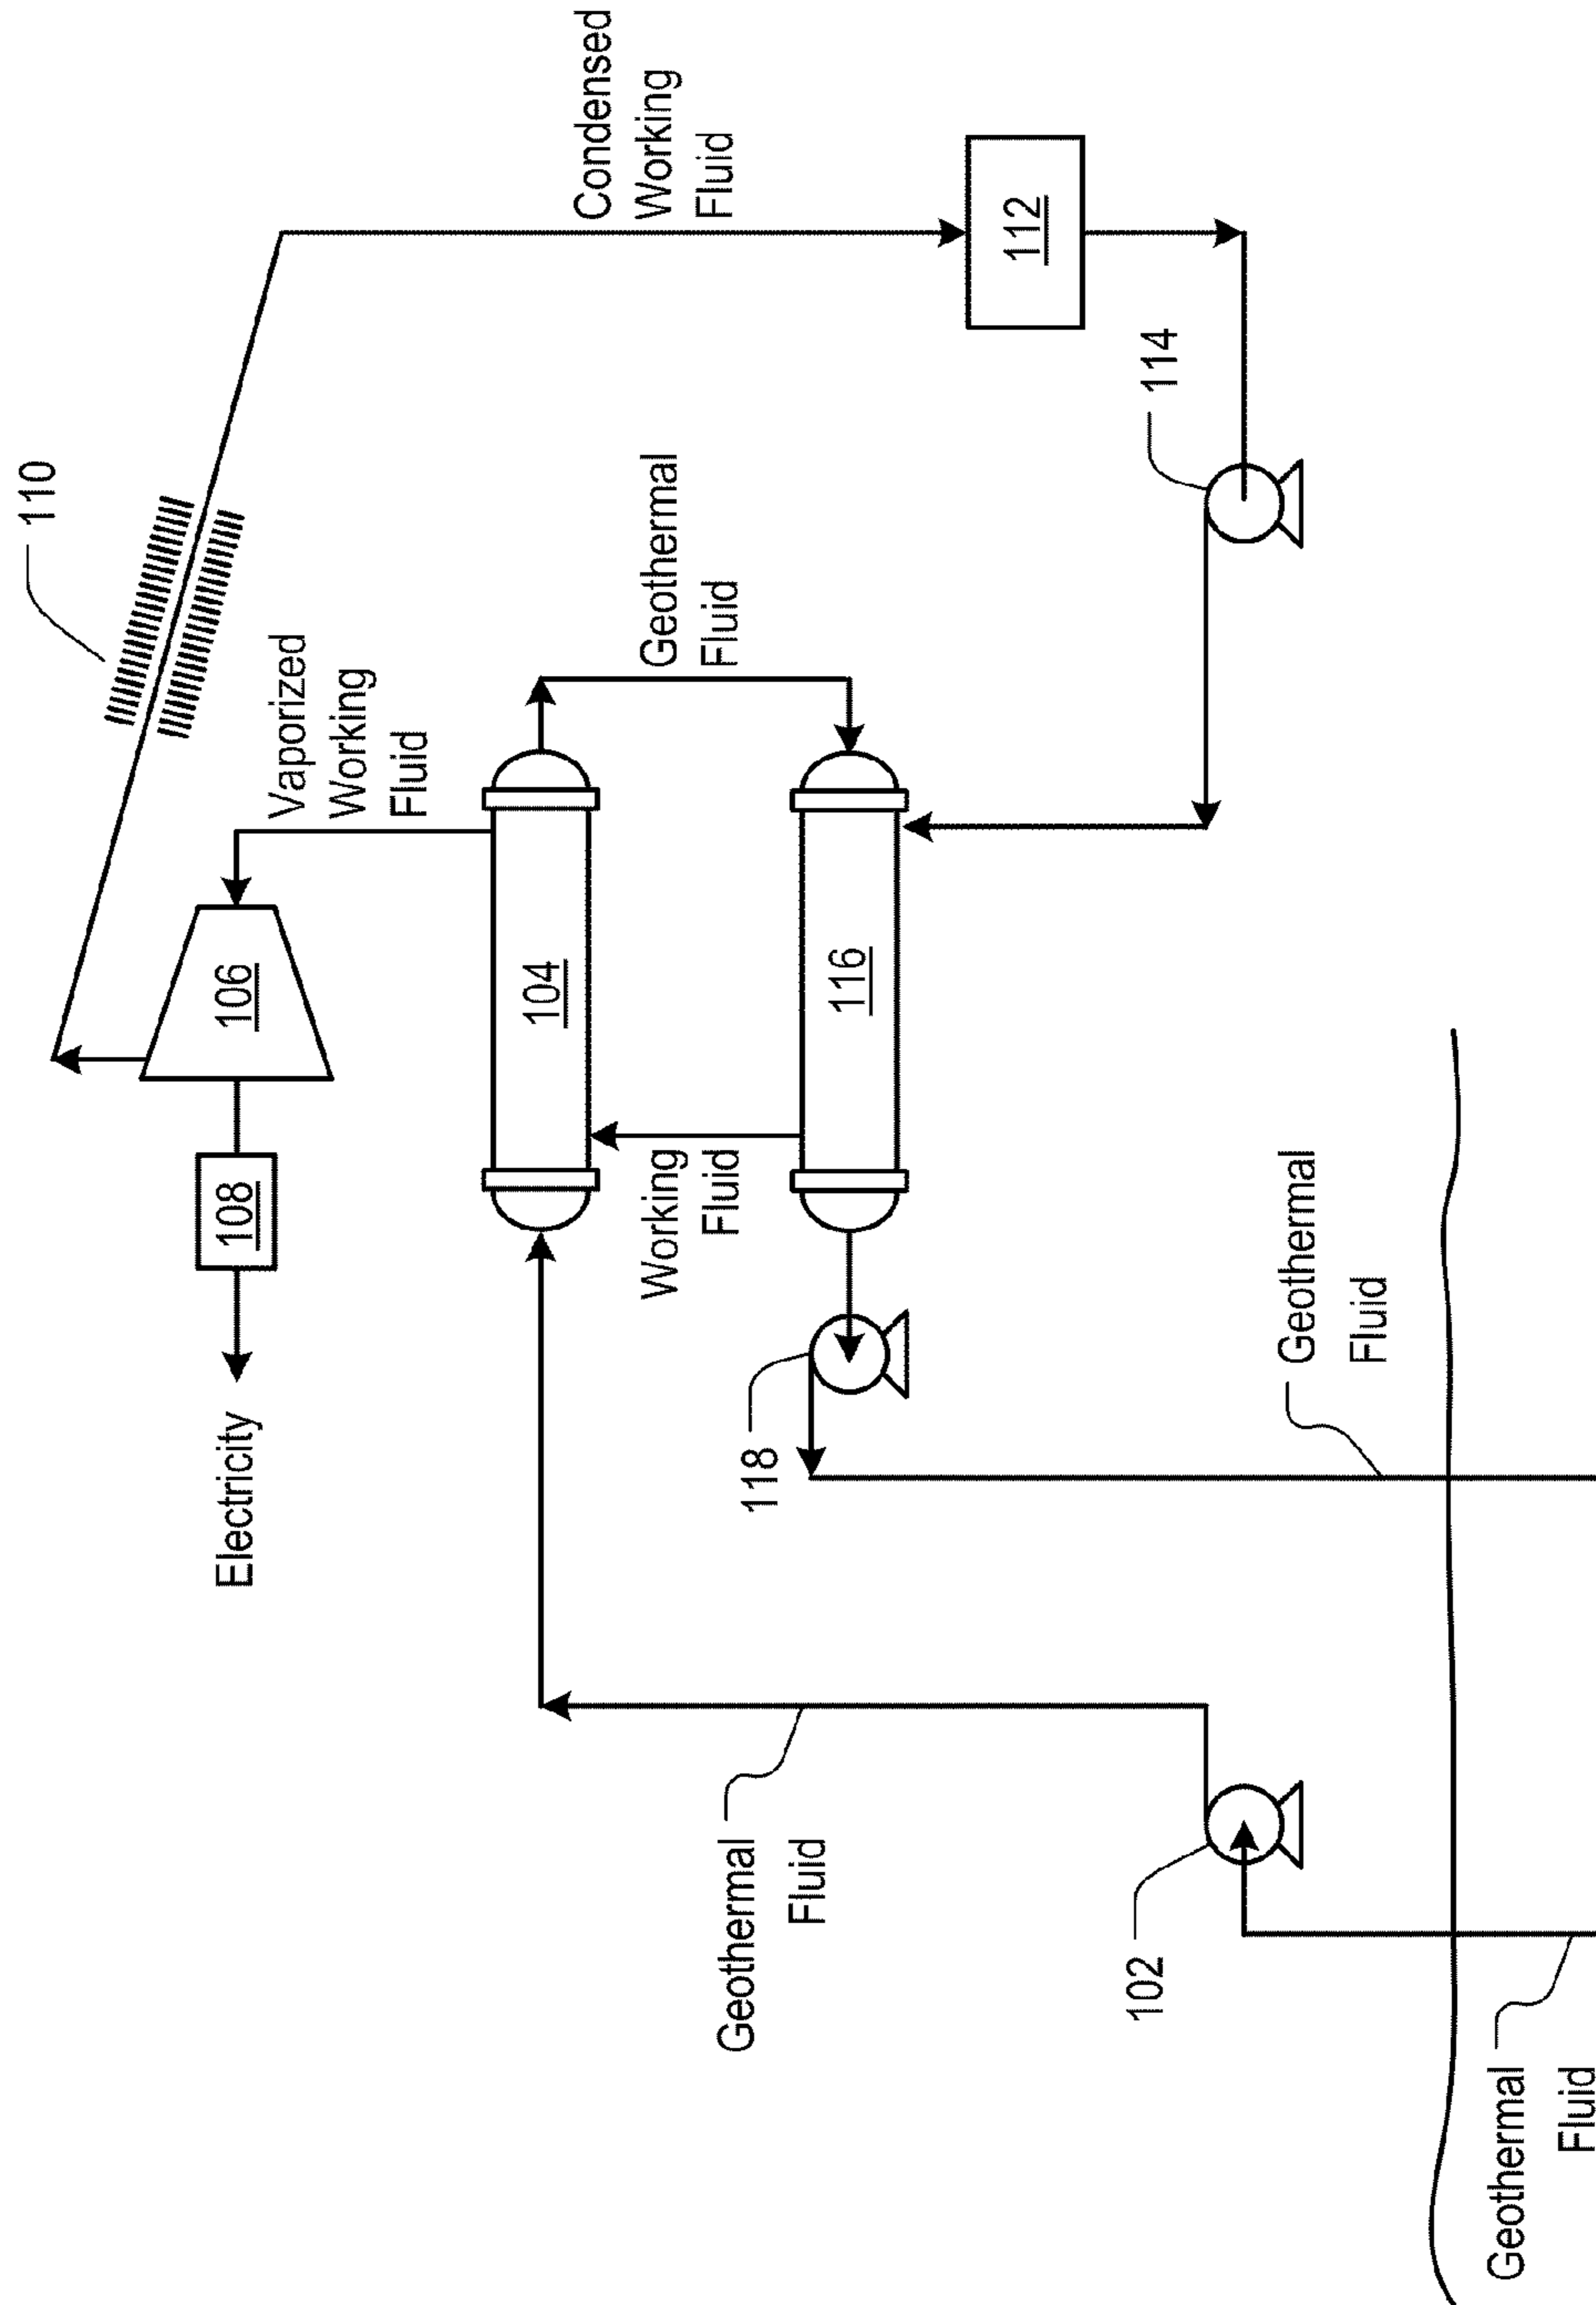 110
Condensed
Working
Fluid
Vaporized
Working
Fluid
106
108
Electricity
104
Geothermal
Fluid
112
114
116
Working
Fluid
118
Geothermal
Fluid
Geothermal
Fluid
102
Geothermal
Fluid